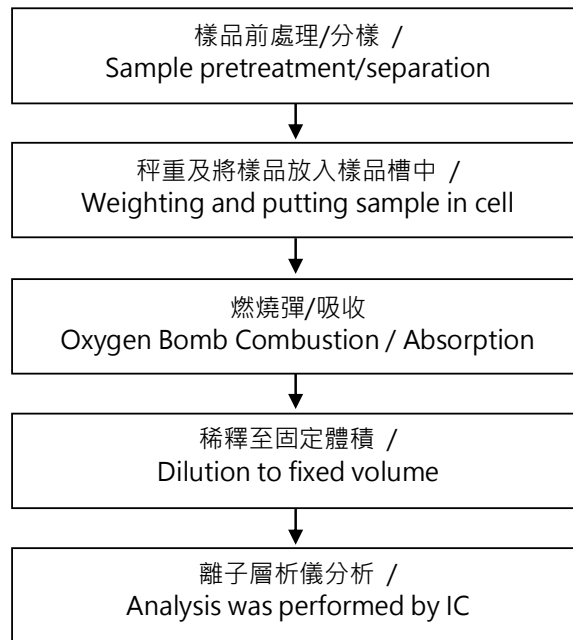 樣品前處理/分樣 /
Sample pretreatment/separation
秤重及將樣品放入樣品槽中 /
Weighting and putting sample in cell
燃燒彈/吸收
Oxygen Bomb Combustion / Absorption
稀釋至固定體積 /
Dilution to fixed volume
離子層析儀分析 /
Analysis was performed by IC